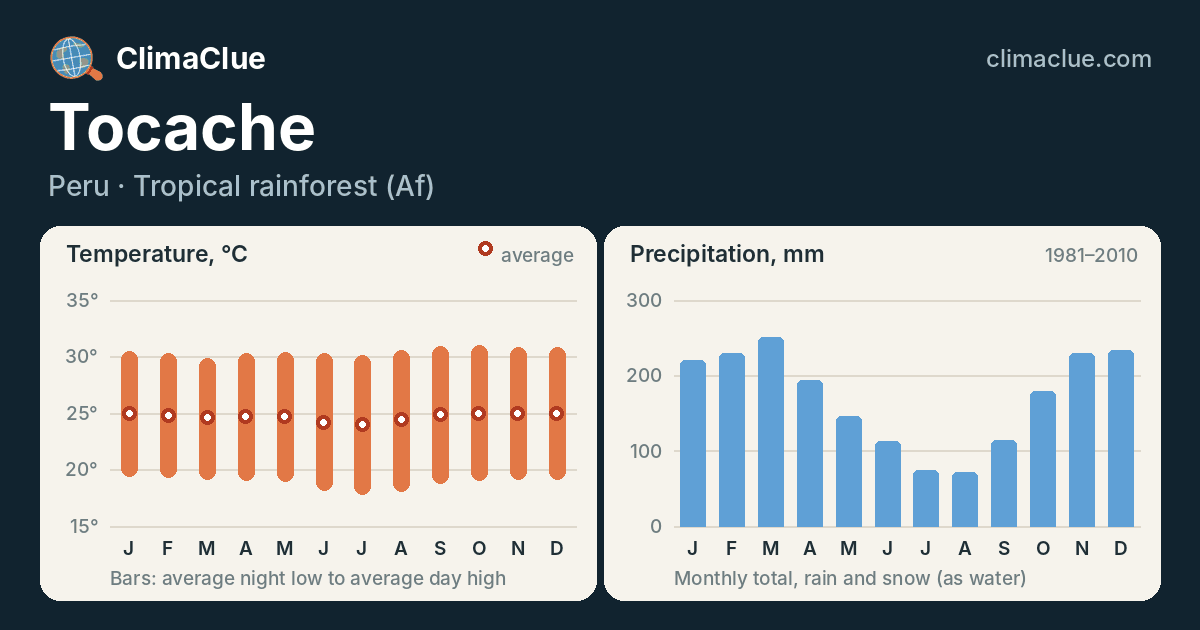 ClimaClue
climaclue.com
Tocache
Peru · Tropical rainforest (Af)
Temperature, °C
average
35°
30°
25°
20°
15°
J F M A M J J A S O N D
Bars: average night low to average day high
Precipitation, mm
1981–2010
300
200
100
0
J F M A M J J A S O N D
Monthly total, rain and snow (as water)